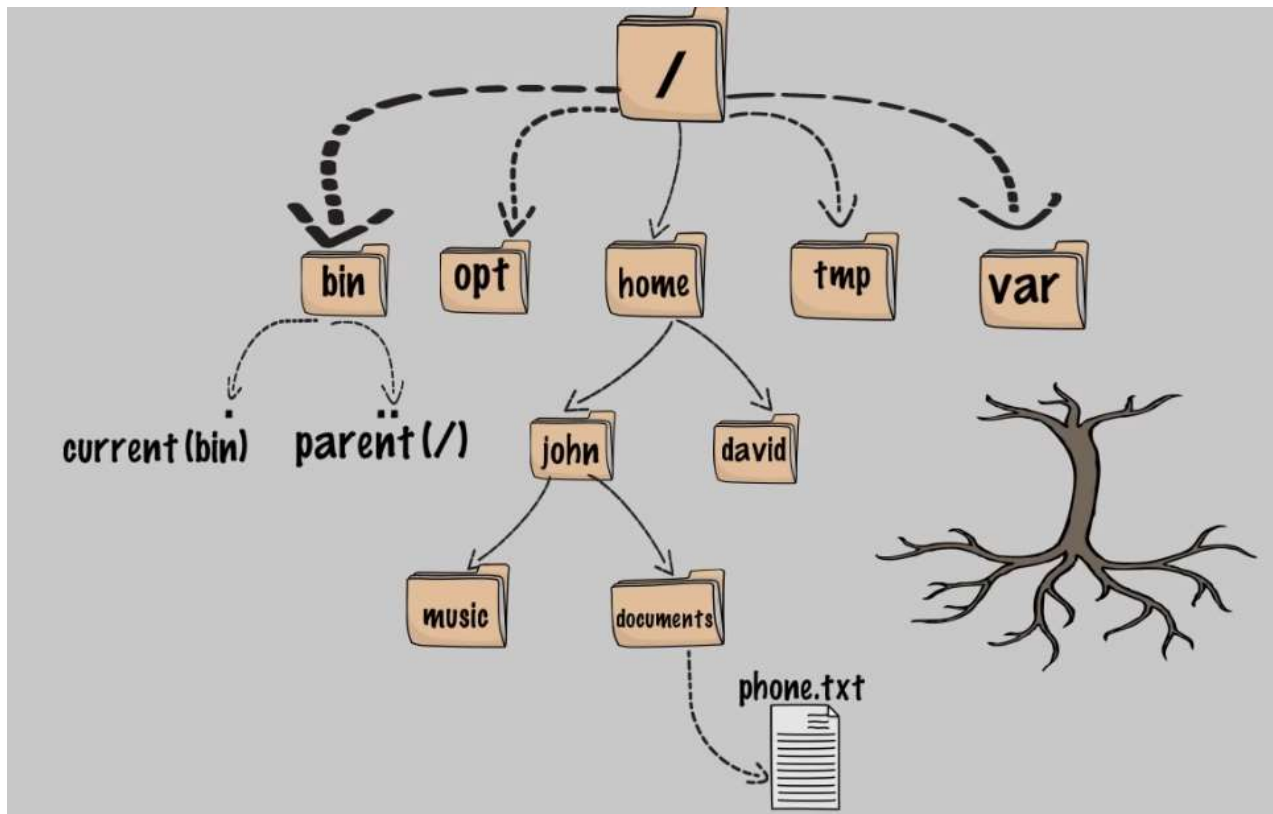 /
bin
opt
home
tmp
var
.
..
current(bin)
parent(/)
john
david
music
documents
phone.txt